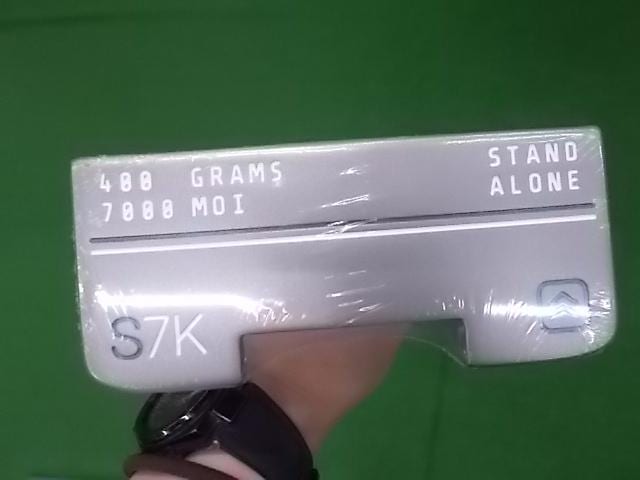 400 GRAMS
7000 MOI
STAND
ALONE
S7K